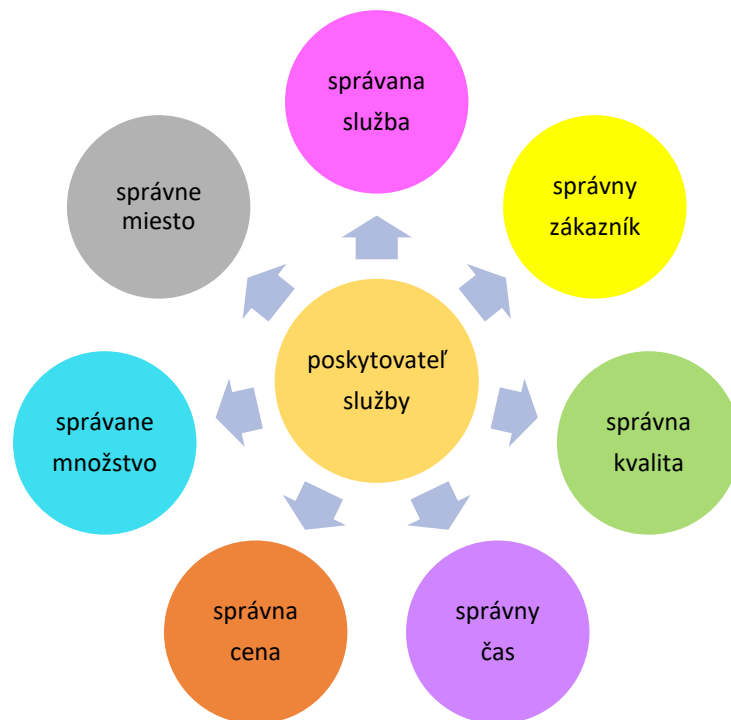 správana
služba
správny
zákazník
správna
kvalita
správny
čas
správna
cena
správane
množstvo
správne
miesto
poskytovateľ
služby